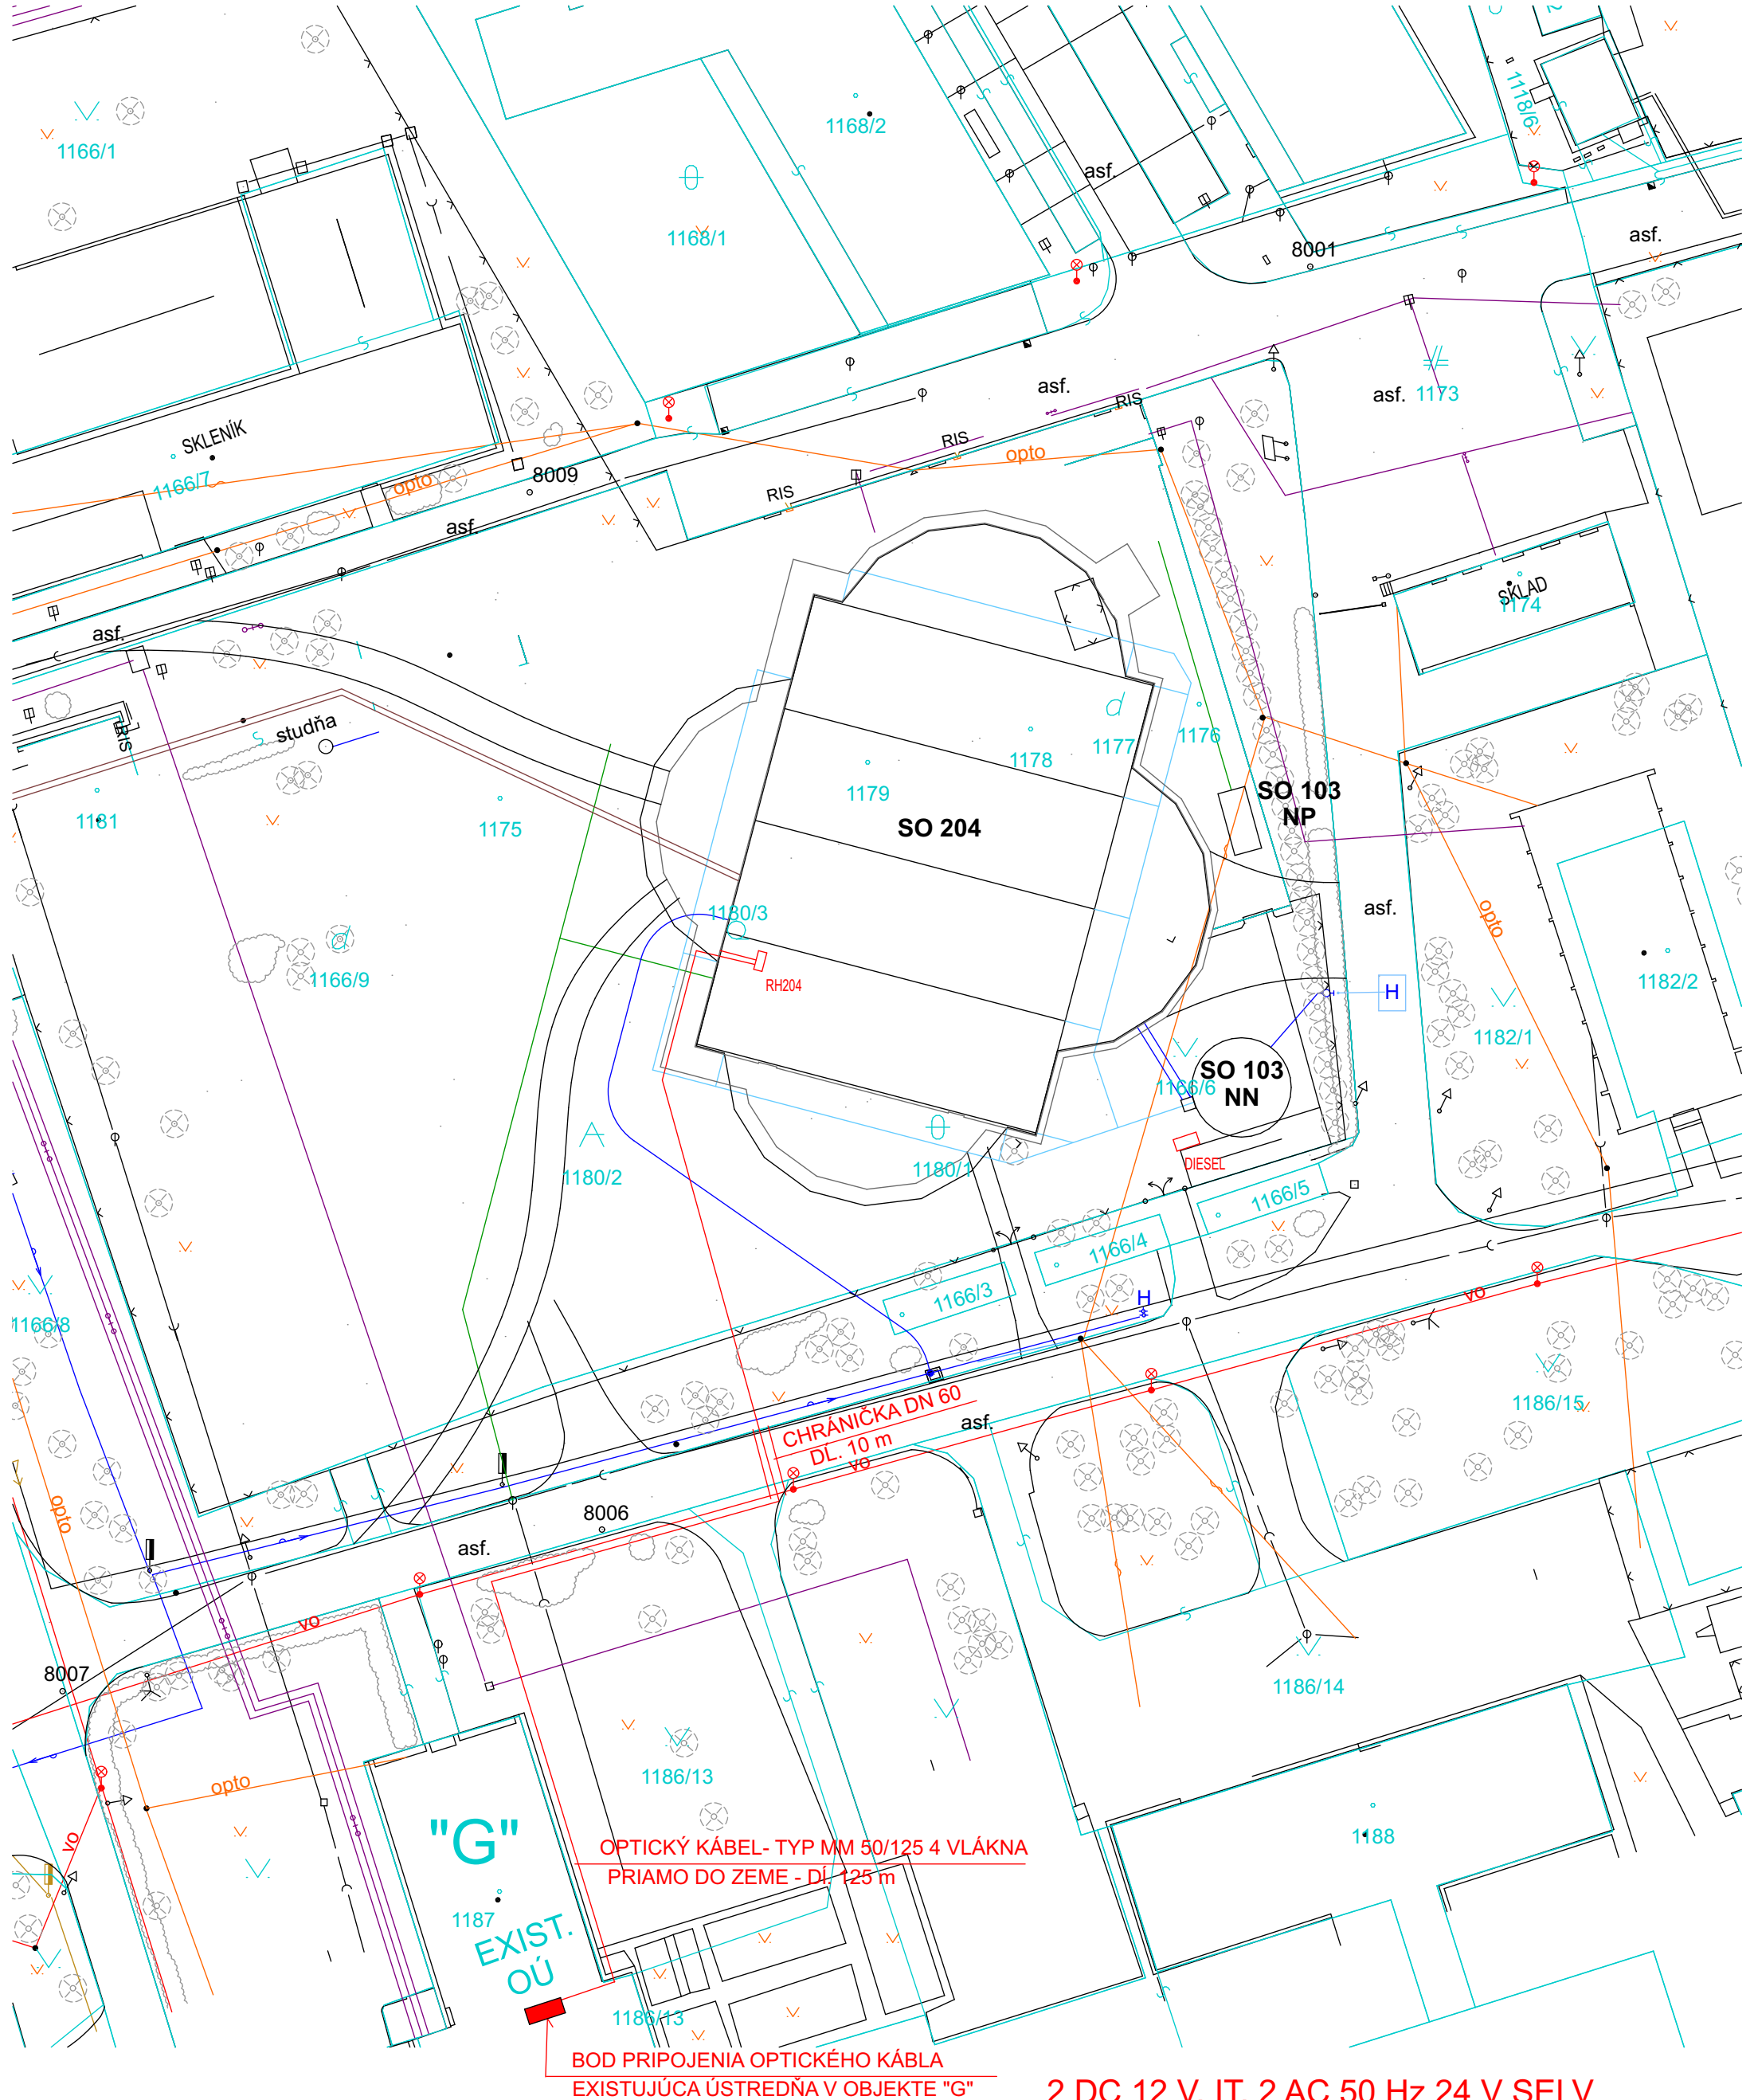 1166/1
1168/2
1168/1
1118/6
asf.
8001
asf.
asf.
asf.
1173
SKLENÍK
1166/7
opto
8009
asf.
RIS
RIS
RIS
opto
SKLAD
1174
asf.
RIS
studňa
1181
1175
1179
1178
1177
1176
SO 204
SO 103
NP
asf.
opto
1180/3
RH204
1166/9
H
1182/2
1182/1
SO 103
NN
1166/6
DIESEL
1180/2
1180/1
1166/5
1166/4
1166/3
H
1166/8
vo
1186/15
CHRÁNIČKA DN 60
DL. 10 m
asf.
vo
opto
8006
asf.
vo
8007
1186/14
1186/13
opto
vo
"G"
1188
OPTICKÝ KÁBEL- TYP MM 50/125 4 VLÁKNA
PRIAMO DO ZEME - Dĺ. 125 m
1187
EXIST.
OÚ
1186/13
BOD PRIPOJENIA OPTICKÉHO KÁBLA
EXISTUJÚCA ÚSTREDŇA V OBJEKTE "G"
2 DC 12 V, IT, 2 AC 50 Hz 24 V SELV